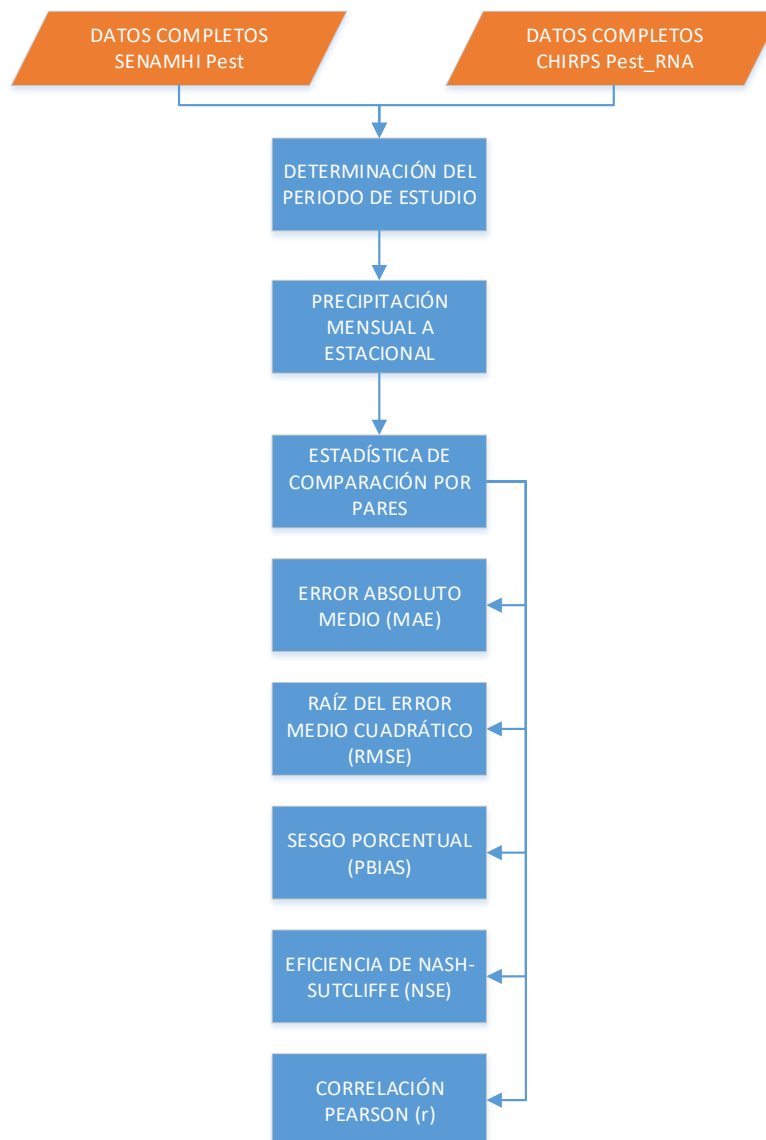 DATOS COMPLETOS
SENAMHI Pest
DATOS COMPLETOS
CHIRPS Pest_RNA
DETERMINACIÓN DEL
PERIODO DE ESTUDIO
PRECIPITACIÓN
MENSUAL A
ESTACIONAL
ESTADÍSTICA DE
COMPARACIÓN POR
PARES
ERROR ABSOLUTO
MEDIO (MAE)
RAÍZ DEL ERROR
MEDIO CUADRÁTICO
(RMSE)
SESGO PORCENTUAL
(PBIAS)
EFICIENCIA DE NASH-
SUTCLIFFE (NSE)
CORRELACIÓN
PEARSON (r)